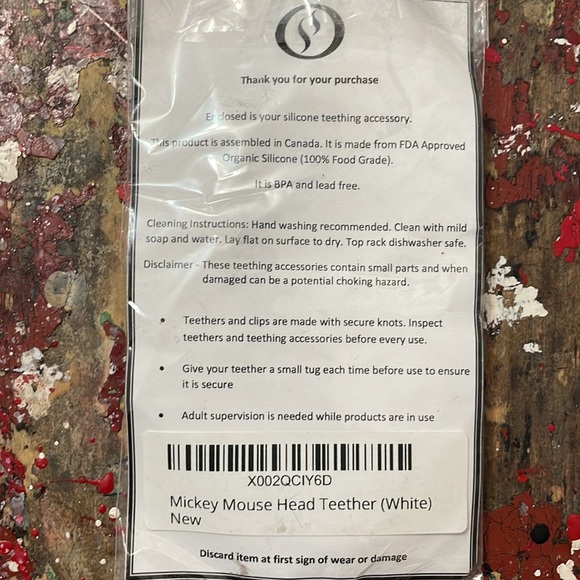 Thank you for your purchase
Enclosed is your silicone teething accessory.
This product is assembled in Canada. It is made from FDA Approved
Organic Silicone (100% Food Grade).
It is BPA and lead free.
Cleaning Instructions: Hand washing recommended. Clean with mild
soap and water. Lay flat on surface to dry. Top rack dishwasher safe.
Disclaimer - These teething accessories contain small parts and when
damaged can be a potential choking hazard.
• Teethers and clips are made with secure knots. Inspect
teethers and teething accessories before every use.
• Give your teether a small tug each time before use to ensure
it is secure
• Adult supervision is needed while products are in use
X002QCIY6D
Mickey Mouse Head Teether (White)
New
Discard item at first sign of wear or damage